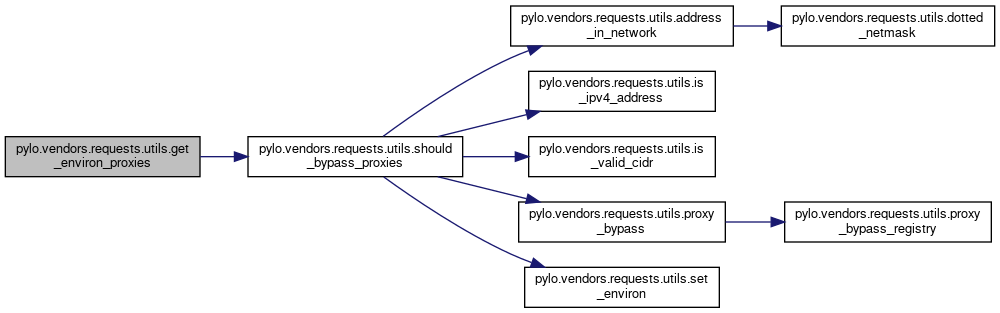 pylo.vendors.requests.utils.get
_environ_proxies
pylo.vendors.requests.utils.should
_bypass_proxies
pylo.vendors.requests.utils.address
_in_network
pylo.vendors.requests.utils.dotted
_netmask
pylo.vendors.requests.utils.is
_ipv4_address
pylo.vendors.requests.utils.is
_valid_cidr
pylo.vendors.requests.utils.proxy
_bypass
pylo.vendors.requests.utils.proxy
_bypass_registry
pylo.vendors.requests.utils.set
_environ